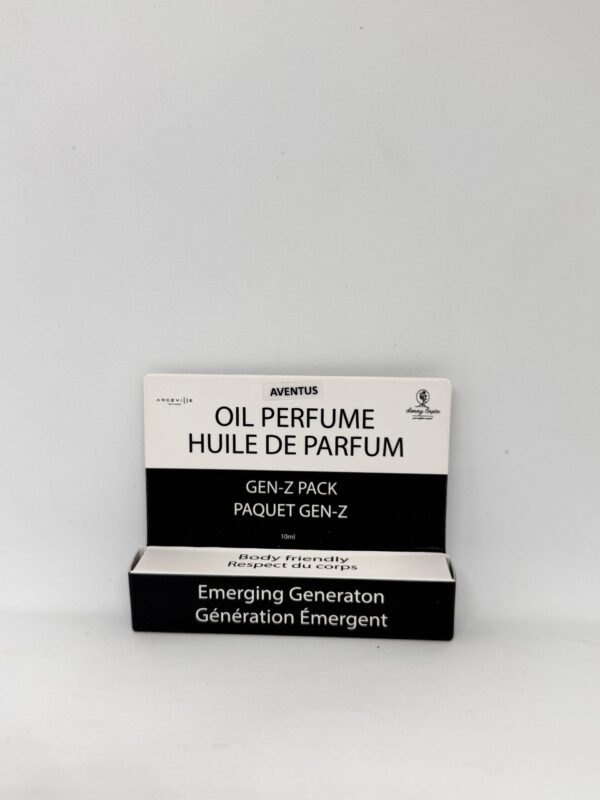 AVENTUS
ARGEVILLE
OIL PERFUME
HUILE DE PARFUM
GEN-Z PACK
PAQUET GEN-Z
10ml
Body friendly
Respect du corps
Emerging Generaton
Génération Émergent